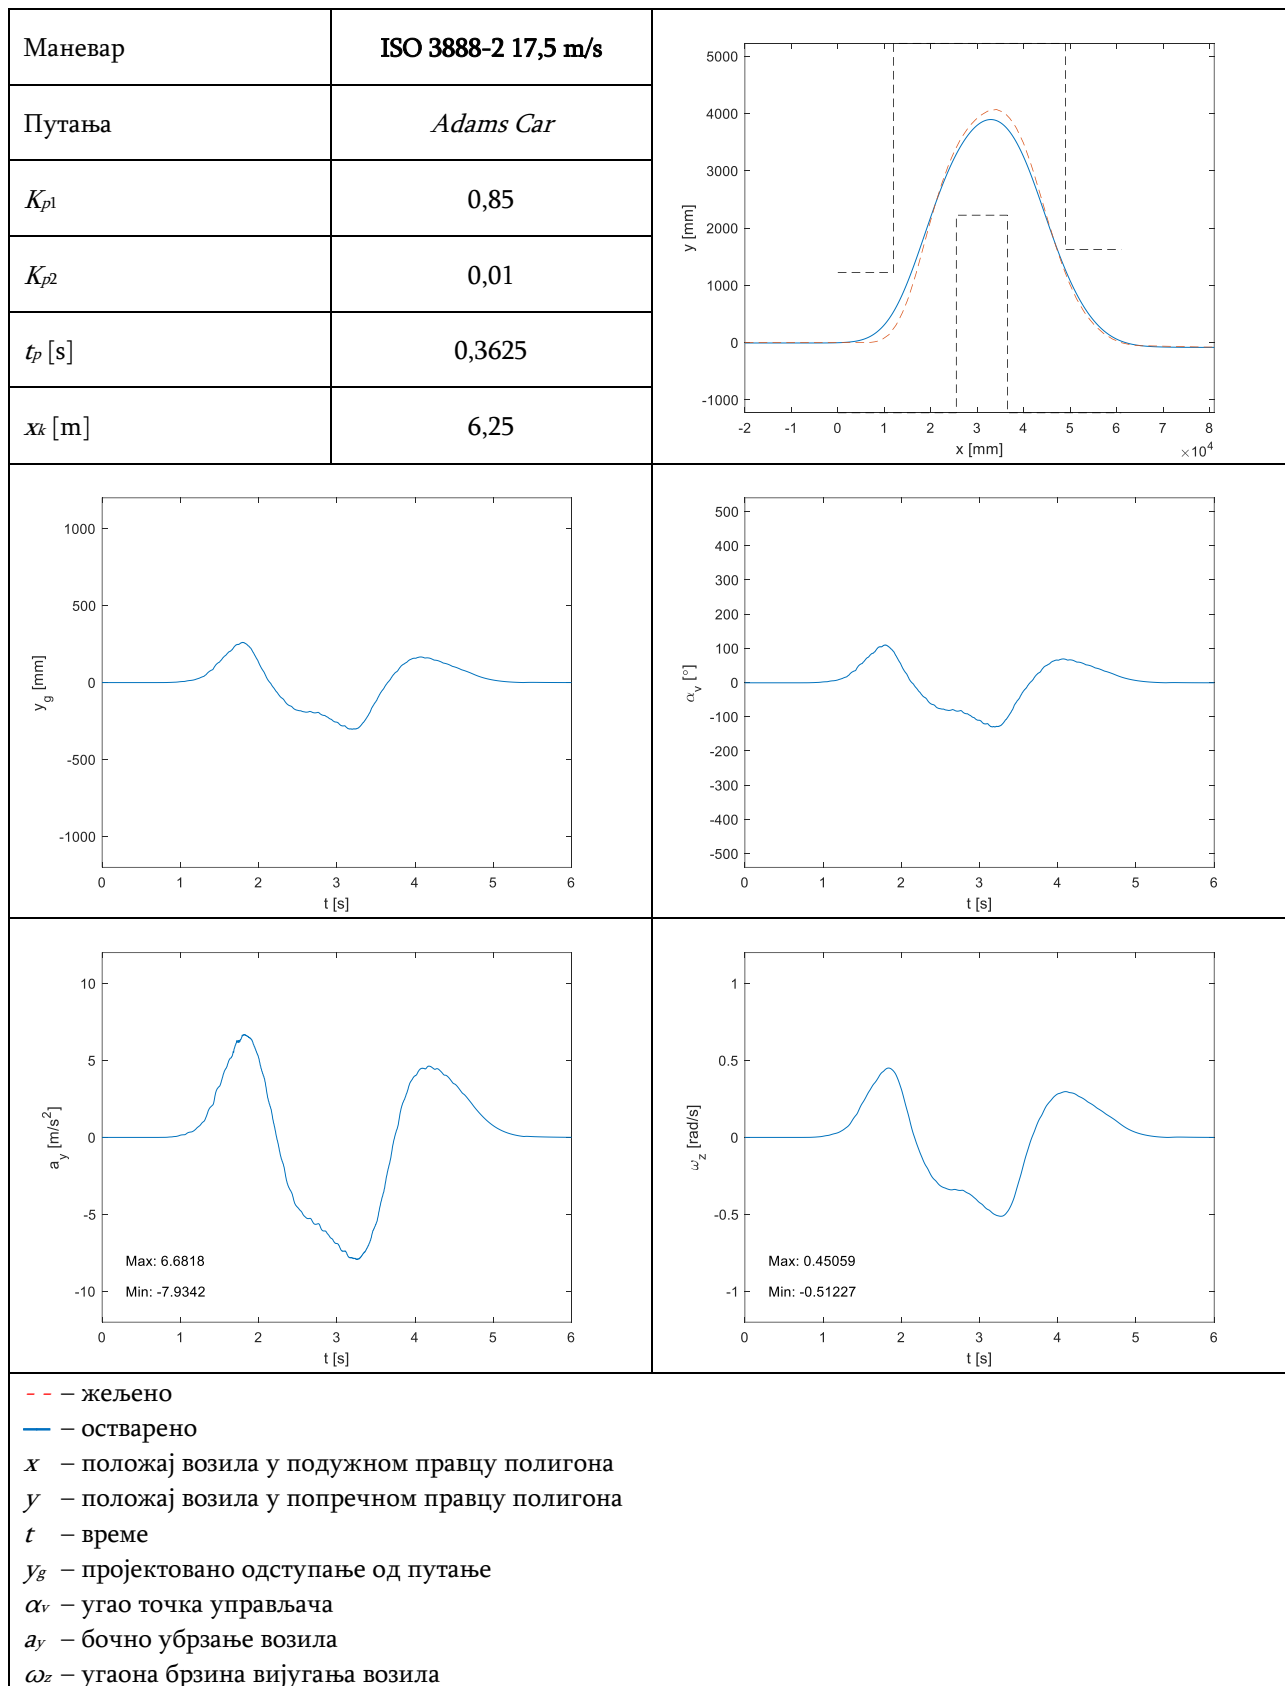 Маневар ISO 3888-2 17,5 m/s
Путања Adams Car
Kp1 0,85
Kp2 0,01
tp [s] 0,3625
xk [m] 6,25
5000
4000
3000
2000
1000
0
-1000
y [mm]
-2 -1 0 1 2 3 4 5 6 7 8
x [mm] ×10^4
1000
500
0
-500
-1000
y_g [mm]
0 1 2 3 4 5 6
t [s]
500
400
300
200
100
0
-100
-200
-300
-400
-500
α_v [°]
0 1 2 3 4 5 6
t [s]
10
5
0
-5
-10
a_y [m/s^2]
Max: 6.6818
Min: -7.9342
0 1 2 3 4 5 6
t [s]
1
0.5
0
-0.5
-1
ω_z [rad/s]
Max: 0.45059
Min: -0.51227
0 1 2 3 4 5 6
t [s]
– жељено
– остварено
x – положај возила у подужном правцу полигона
y – положај возила у попречном правцу полигона
t – време
yg – пројектовано одступање од путање
αv – угао точка управљача
ay – бочно убрзање возила
ωz – угаона брзина вијугања возила